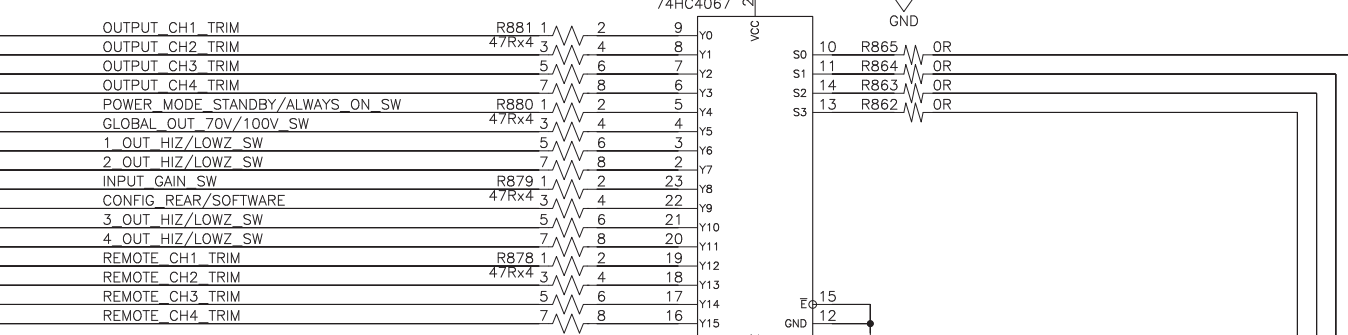 74HC4067 2
GND
VCC
OUTPUT_CH1_TRIM R881 1 2 9 Y0
OUTPUT_CH2_TRIM 47Rx4 3 4 8 Y1 S0 10 R865 0R
OUTPUT_CH3_TRIM 5 6 7 Y2 S1 11 R864 0R
OUTPUT_CH4_TRIM 7 8 6 Y3 S2 14 R863 0R
POWER_MODE_STANDBY/ALWAYS_ON_SW R880 1 2 5 Y4 S3 13 R862 0R
GLOBAL_OUT_70V/100V_SW 47Rx4 3 4 4 Y5
1_OUT_HIZ/LOWZ_SW 5 6 3 Y6
2_OUT_HIZ/LOWZ_SW 7 8 2 Y7
INPUT_GAIN_SW R879 1 2 23 Y8
CONFIG_REAR/SOFTWARE 47Rx4 3 4 22 Y9
3_OUT_HIZ/LOWZ_SW 5 6 21 Y10
4_OUT_HIZ/LOWZ_SW 7 8 20 Y11
REMOTE_CH1_TRIM R878 1 2 19 Y12
REMOTE_CH2_TRIM 47Rx4 3 4 18 Y13
REMOTE_CH3_TRIM 5 6 17 Y14 E 15
REMOTE_CH4_TRIM 7 8 16 Y15 GND 12